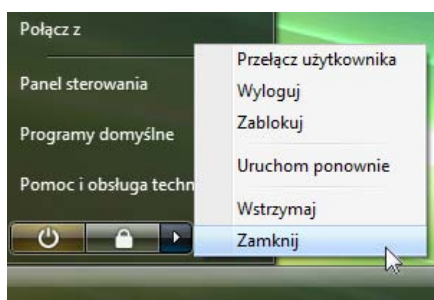 Połącz z
Panel sterowania
Programy domyślne
Pomoc i obsługa techn
Przełącz użytkownika
Wyloguj
Zablokuj
Uruchom ponownie
Wstrzymaj
Zamknij